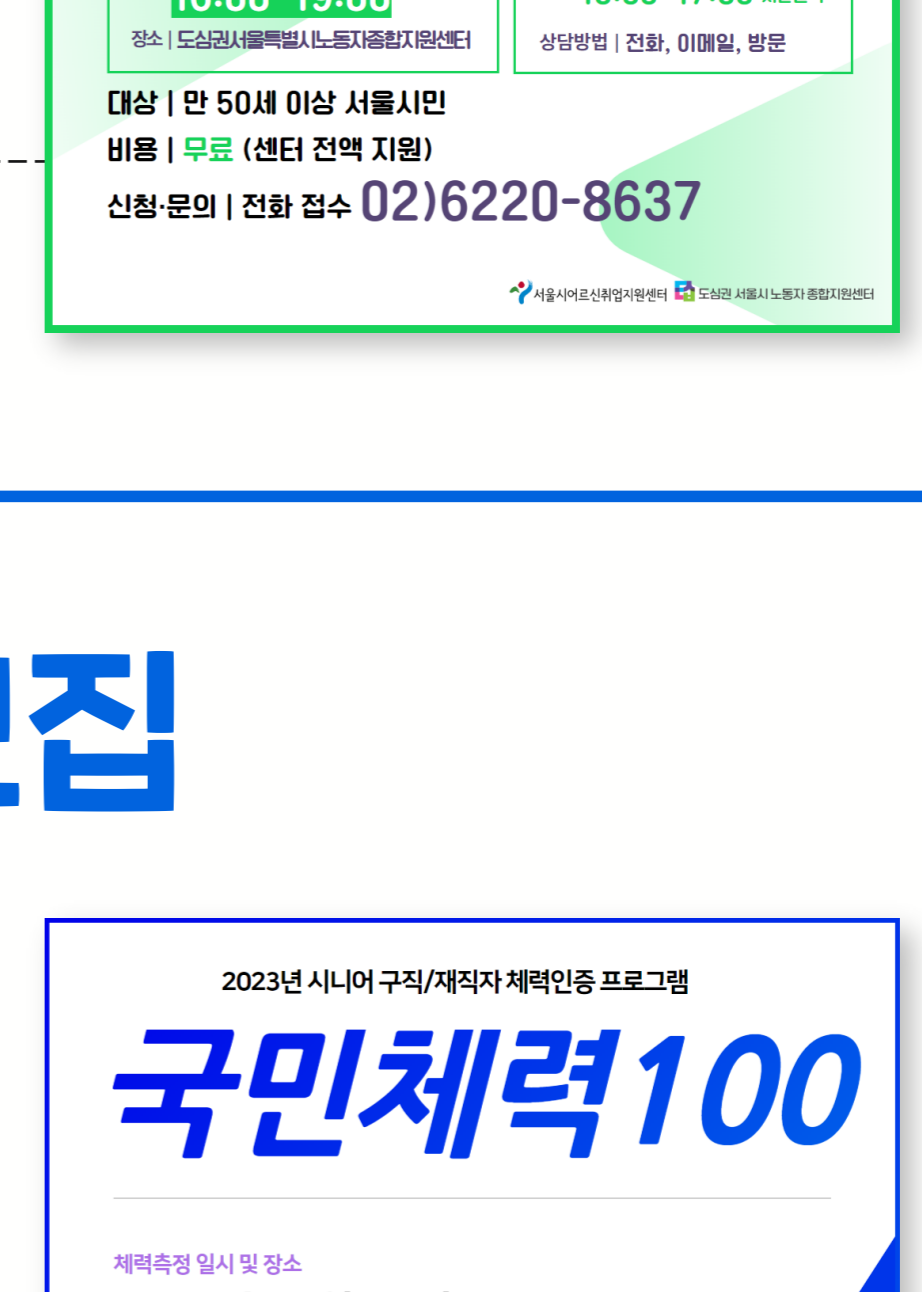 장소 | 도심권서울특별시노동자종합지원센터
상담방법 | 전화, 이메일, 방문
대상 | 만 50세 이상 서울시민
비용 | 무료 (센터 전액 지원)
신청·문의 | 전화 접수 02)6220-8637
서울시어르신취업지원센터 도심권 서울시 노동자 종합지원센터
집
2023년 시니어 구직/재직자 체력인증 프로그램
국민체력100
체력측정 일시 및 장소